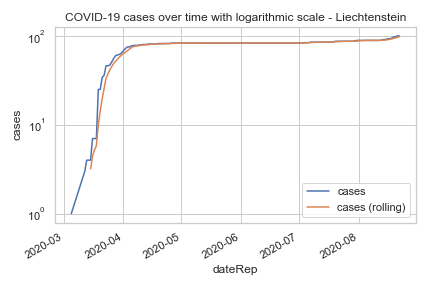 COVID-19 cases over time with logarithmic scale - Liechtenstein
10²
10¹
10⁰
cases
cases
cases (rolling)
2020-03
2020-04
2020-05
2020-06
2020-07
2020-08
dateRep